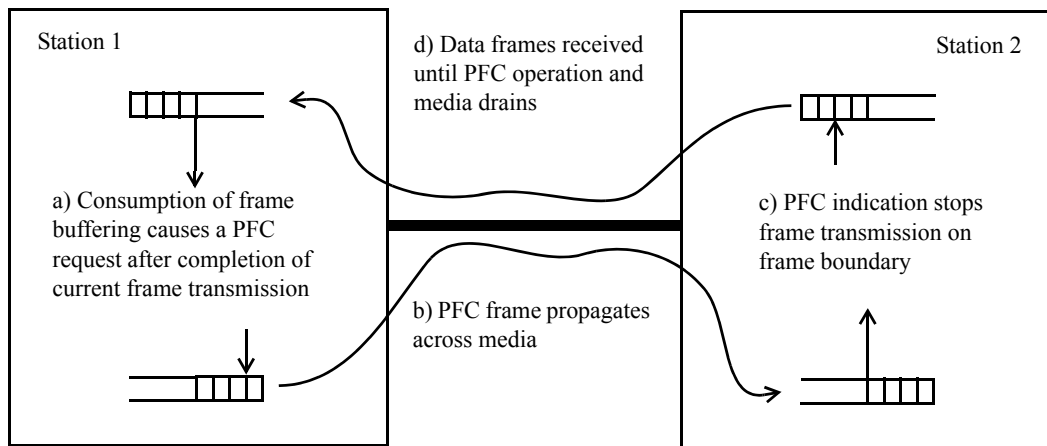 Station 1
d) Data frames received
until PFC operation and
media drains
Station 2
a) Consumption of frame
buffering causes a PFC
request after completion of
current frame transmission
c) PFC indication stops
frame transmission on
frame boundary
b) PFC frame propagates
across media